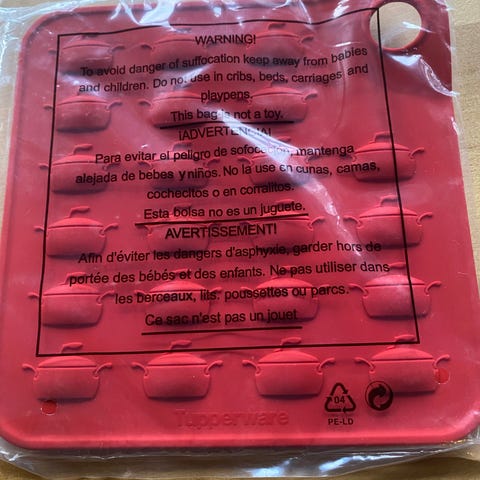 WARNING!
To avoid danger of suffocation keep away from babies
and children. Do not use in cribs, beds, carriages and
playpens.
This bag is not a toy.
¡ADVERTENCIA!
Para evitar el peligro de sofocación, mantenga
alejada de bebes y niños. No la use en cunas, camas,
cochecitos o en corralitos.
Esta bolsa no es un juguete.
AVERTISSEMENT!
Afin d'éviter les dangers d'asphyxie, garder hors de
portée des bébés et des enfants. Ne pas utiliser dans
les berceaux, lits, poussettes ou parcs.
Ce sac n'est pas un jouet
04
PE-LD
Tupperware